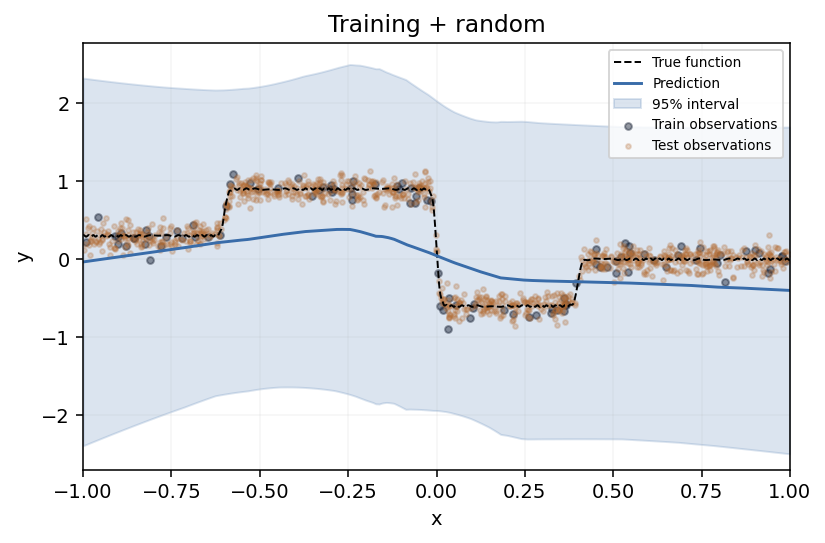 Training + random
True function
Prediction
95% interval
Train observations
Test observations
y
2
1
0
−1
−2
−1.00 −0.75 −0.50 −0.25 0.00 0.25 0.50 0.75 1.00
x